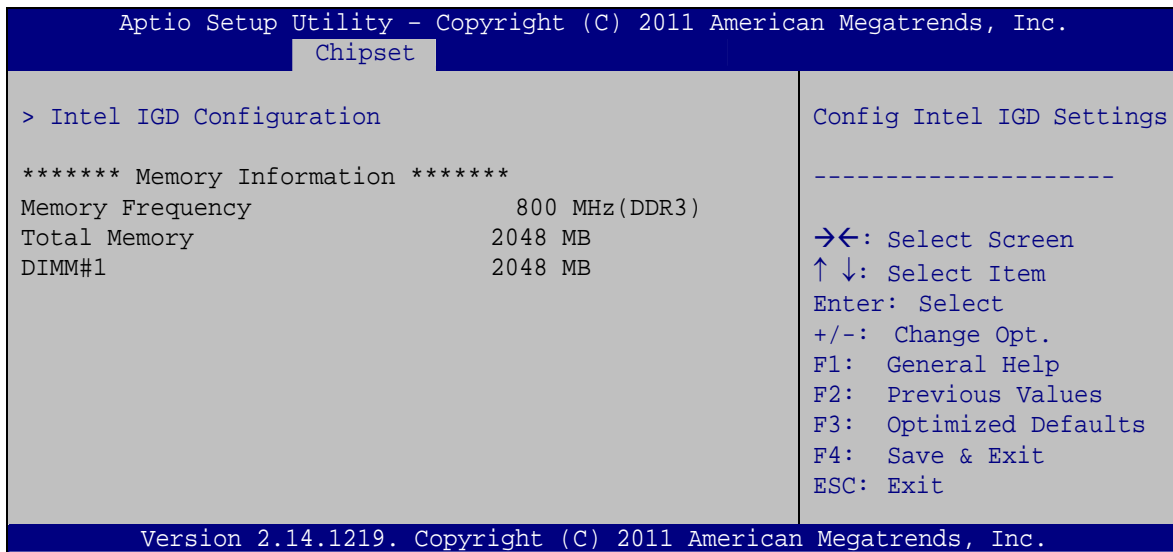 Aptio Setup Utility – Copyright (C) 2011 American Megatrends, Inc.
Chipset
> Intel IGD Configuration
******* Memory Information *******
Memory Frequency 800 MHz(DDR3)
Total Memory 2048 MB
DIMM#1 2048 MB
Config Intel IGD Settings
---------------------
→←: Select Screen
↑ ↓: Select Item
Enter: Select
+/-: Change Opt.
F1: General Help
F2: Previous Values
F3: Optimized Defaults
F4: Save & Exit
ESC: Exit
Version 2.14.1219. Copyright (C) 2011 American Megatrends, Inc.